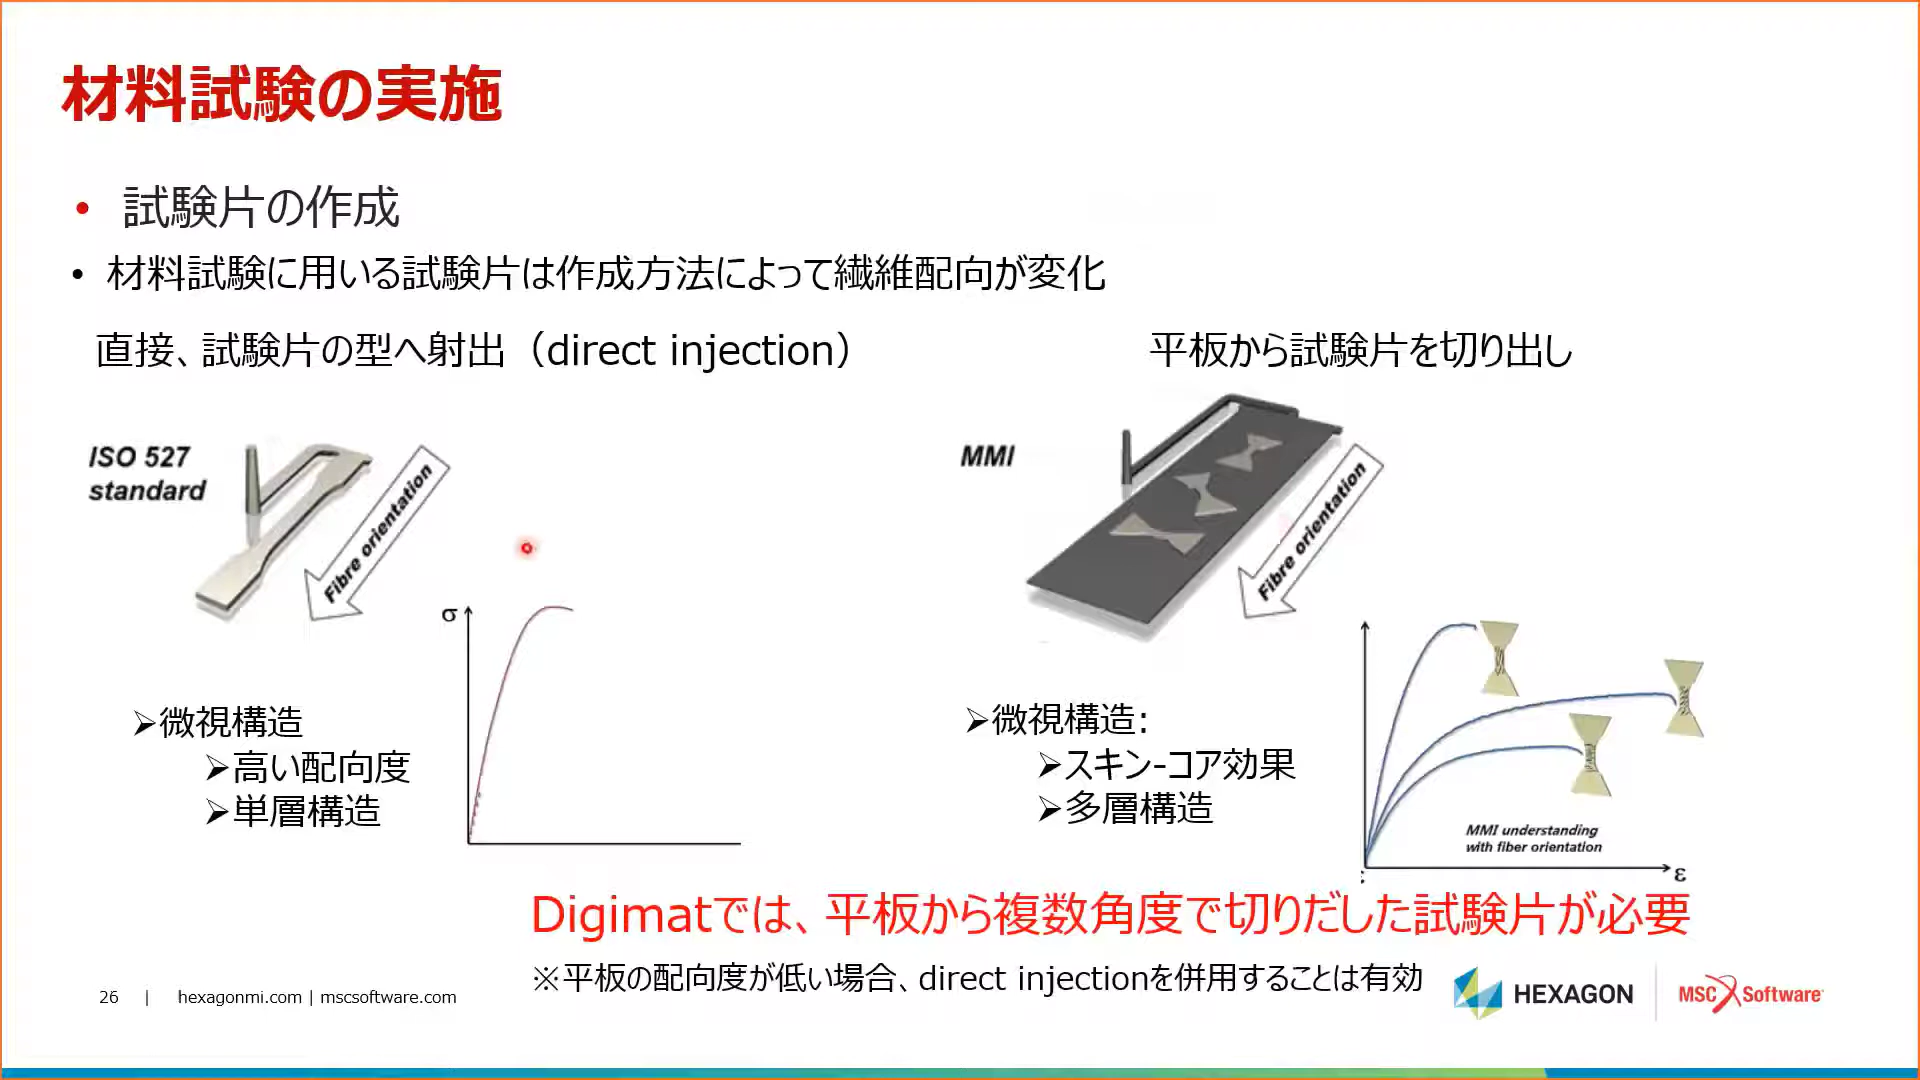 材料試験の実施
• 試験片の作成
• 材料試験に用いる試験片は作成方法によって繊維配向が変化
直接、試験片の型へ射出（direct injection）
ISO 527
standard
Fibre orientation
σ
➢微視構造
➢高い配向度
➢単層構造
平板から試験片を切り出し
MMI
Fibre orientation
➢微視構造:
➢スキン-コア効果
➢多層構造
MMI understanding
with fiber orientation
ε
Digimatでは、平板から複数角度で切りだした試験片が必要
※平板の配向度が低い場合、direct injectionを併用することは有効
26 | hexagonmi.com | mscsoftware.com
HEXAGON
MSC Software